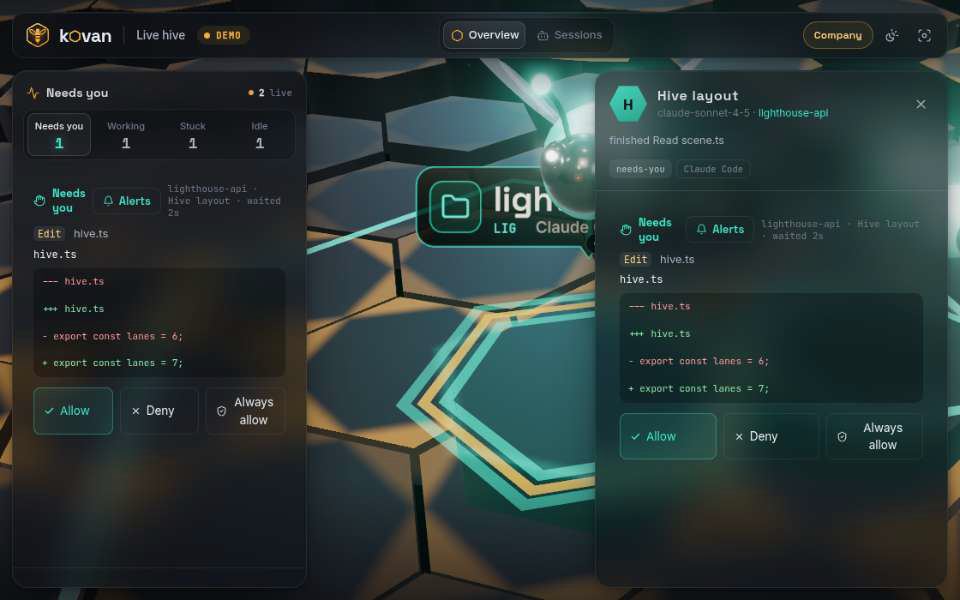 kovan
Live hive
DEMO
Overview
Sessions
Company
Needs you
2 live
Needs you
Working
Stuck
Idle
1
1
1
1
Needs you
Alerts
lighthouse-api ·
Hive layout · waited
2s
Edit hive.ts
hive.ts
--- hive.ts
+++ hive.ts
- export const lanes = 6;
+ export const lanes = 7;
Allow
Deny
Always allow
LIG
Claude
H
Hive layout
claude-sonnet-4-5 · lighthouse-api
finished Read scene.ts
needs-you
Claude Code
Needs you
Alerts
lighthouse-api · Hive layout
· waited 2s
Edit hive.ts
hive.ts
--- hive.ts
+++ hive.ts
- export const lanes = 6;
+ export const lanes = 7;
Allow
Deny
Always allow